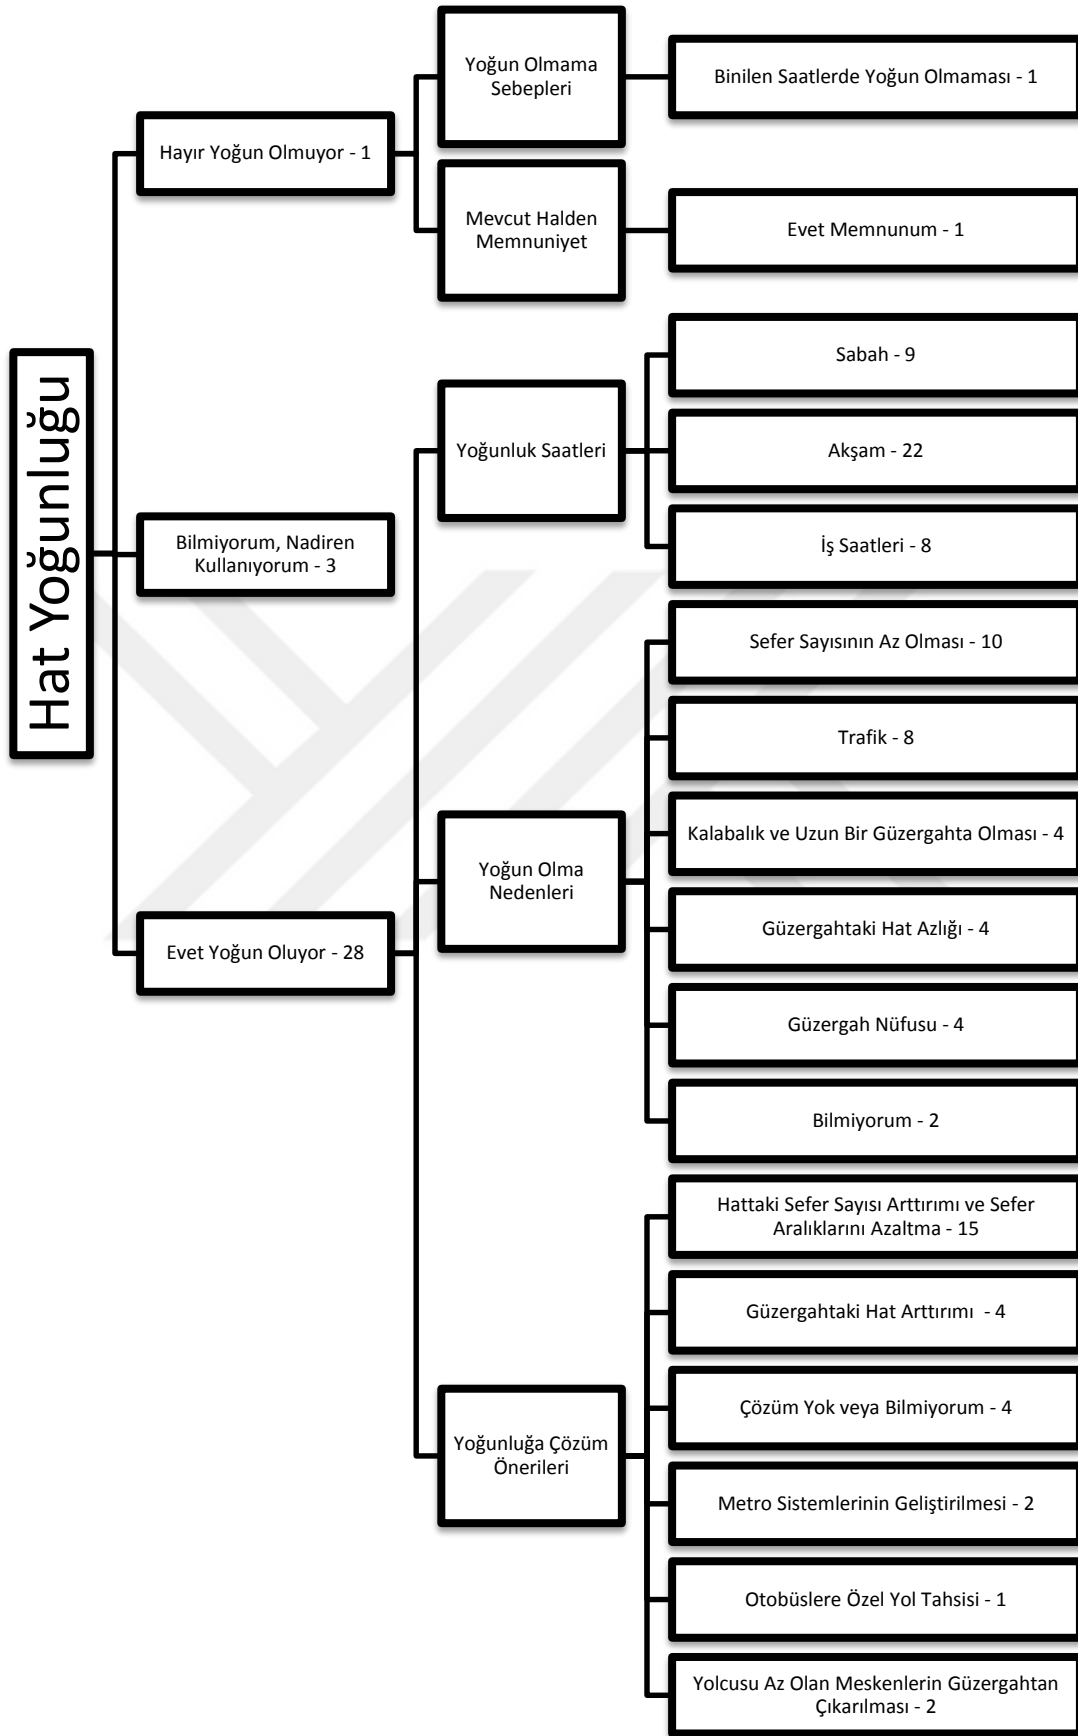 Hat Yoğunluğu
Hayır Yoğun Olmuyor - 1
Yoğun Olmama
Sebepleri
Binilen Saatlerde Yoğun Olmaması - 1
Mevcut Halden
Memnuniyet
Evet Memnunum - 1
Bilmiyorum, Nadiren
Kullanıyorum - 3
Evet Yoğun Oluyor - 28
Yoğunluk Saatleri
Sabah - 9
Akşam - 22
İş Saatleri - 8
Yoğun Olma
Nedenleri
Sefer Sayısının Az Olması - 10
Trafik - 8
Kalabalık ve Uzun Bir Güzergahta Olması - 4
Güzergahtaki Hat Azlığı - 4
Güzergah Nüfusu - 4
Bilmiyorum - 2
Yoğunluğa Çözüm
Önerileri
Hattaki Sefer Sayısı Arttırımı ve Sefer
Aralıklarını Azaltma - 15
Güzergahtaki Hat Arttırımı  - 4
Çözüm Yok veya Bilmiyorum - 4
Metro Sistemlerinin Geliştirilmesi - 2
Otobüslere Özel Yol Tahsisi - 1
Yolcusu Az Olan Meskenlerin Güzergahtan
Çıkarılması - 2